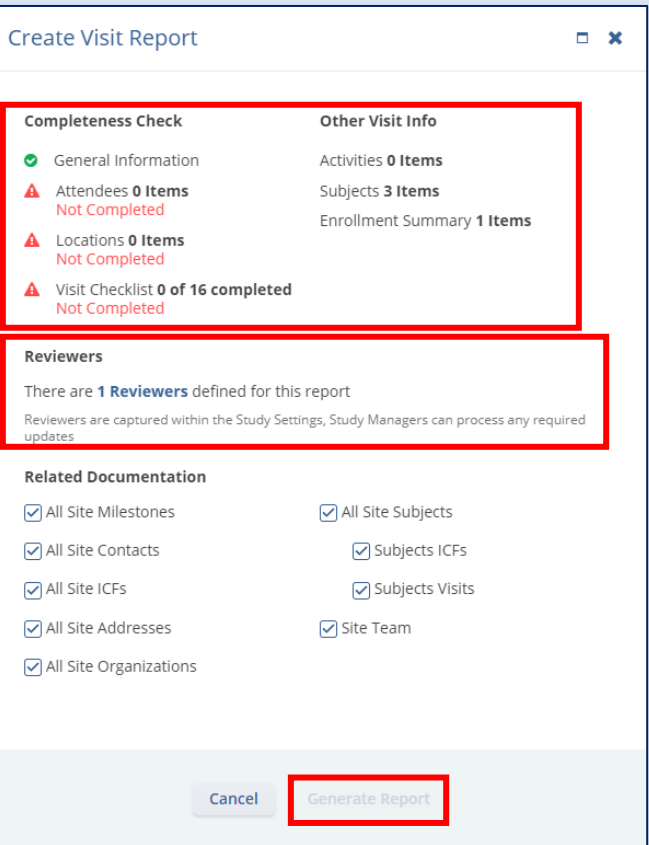 Create Visit Report
Completeness Check
General Information
Attendees 0 Items
Not Completed
Locations 0 Items
Not Completed
Visit Checklist 0 of 16 completed
Not Completed
Other Visit Info
Activities 0 Items
Subjects 3 Items
Enrollment Summary 1 Items
Reviewers
There are 1 Reviewers defined for this report
Reviewers are captured within the Study Settings, Study Managers can process any required
updates
Related Documentation
All Site Milestones
All Site Contacts
All Site ICFs
All Site Addresses
All Site Organizations
All Site Subjects
Subjects ICFs
Subjects Visits
Site Team
Cancel
Generate Report